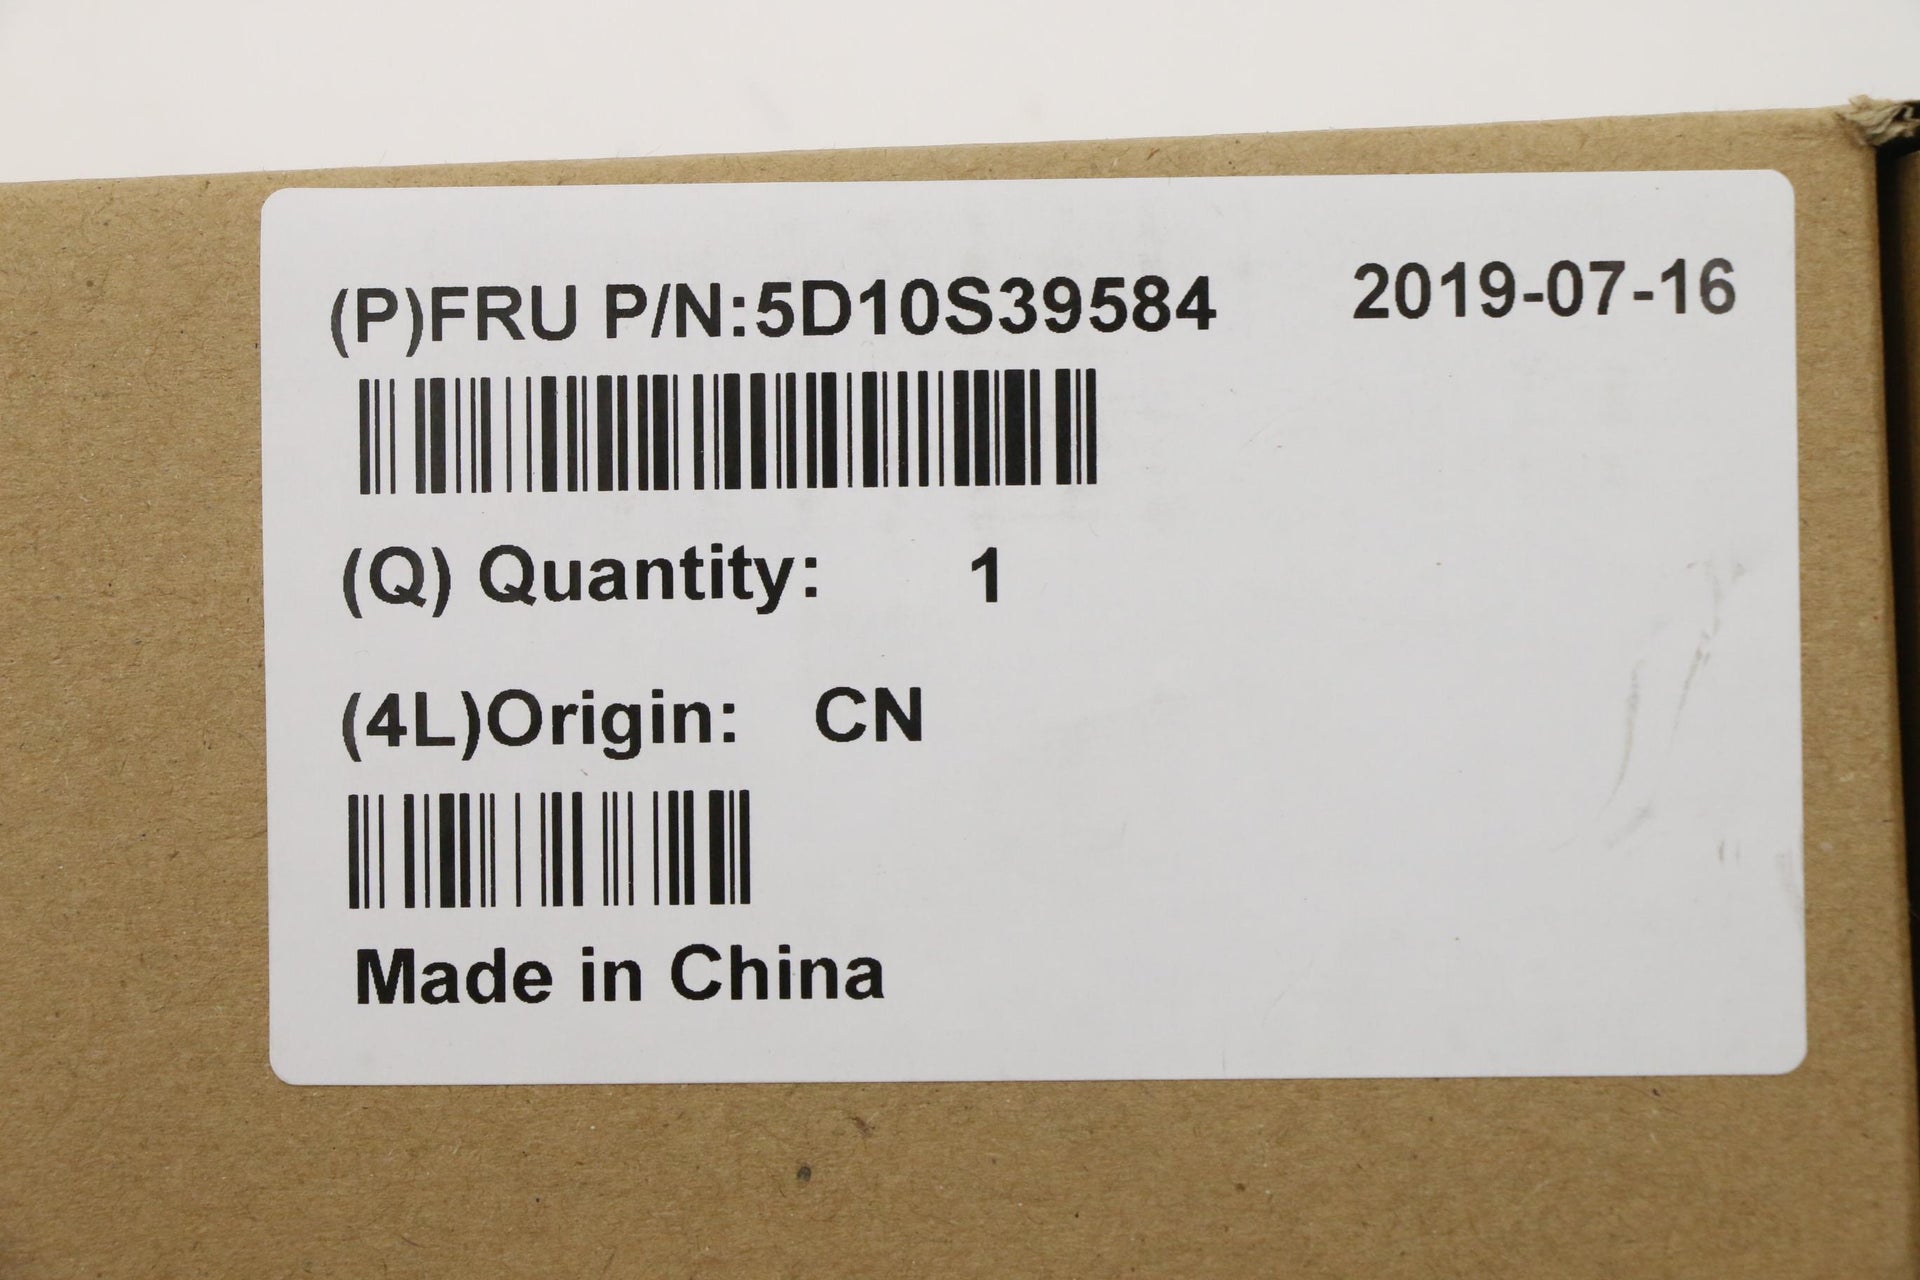 (P)FRU P/N:5D10S39584 2019-07-16
(Q) Quantity: 1
(4L)Origin: CN
Made in China